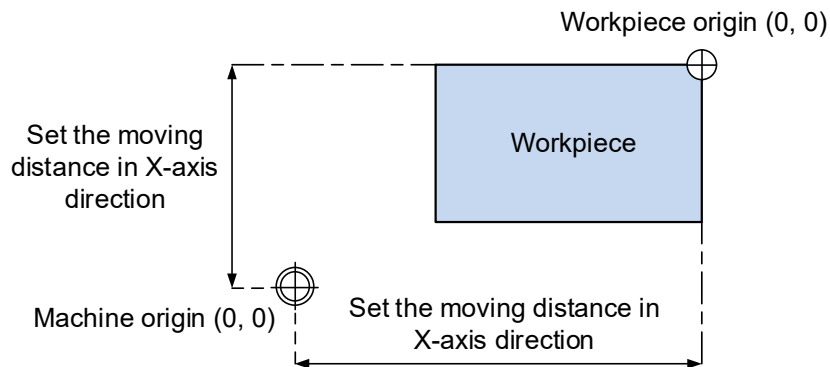 Workpiece origin (0, 0)
Set the moving
distance in X-axis
direction
Workpiece
Machine origin (0, 0)
Set the moving distance in
X-axis direction